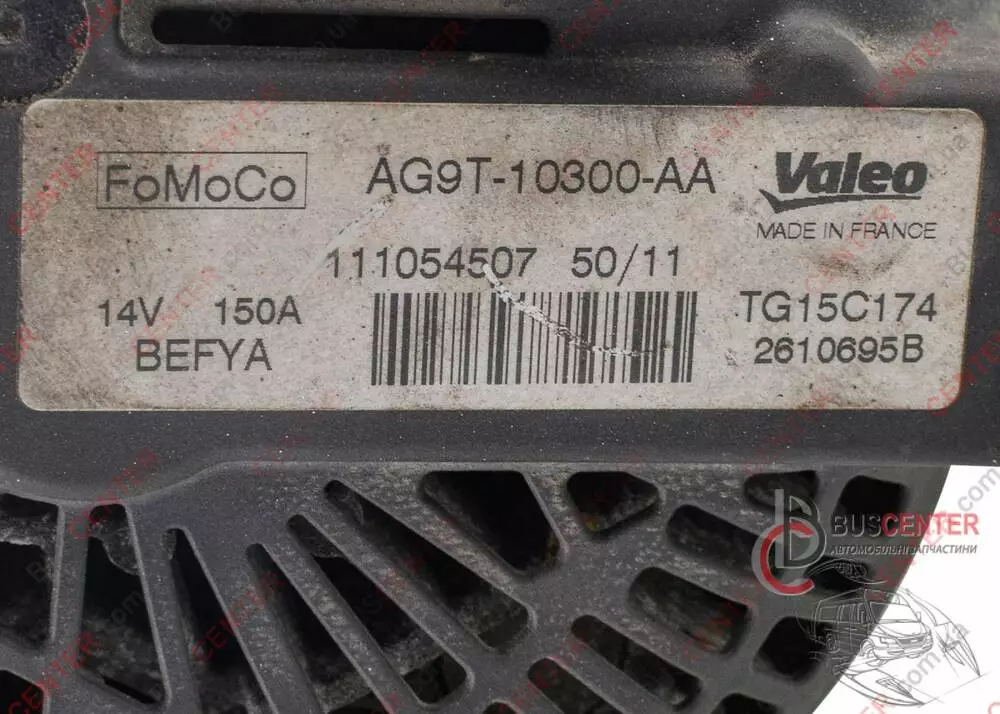 FoMoCo
AG9T-10300-AA
Valeo
MADE IN FRANCE
111054507 50/11
14V 150A
TG15C174
BEFYA
2610695B
BUSCENTER
АВТОМОБІЛЬНІ ЗАПЧАСТИНИ